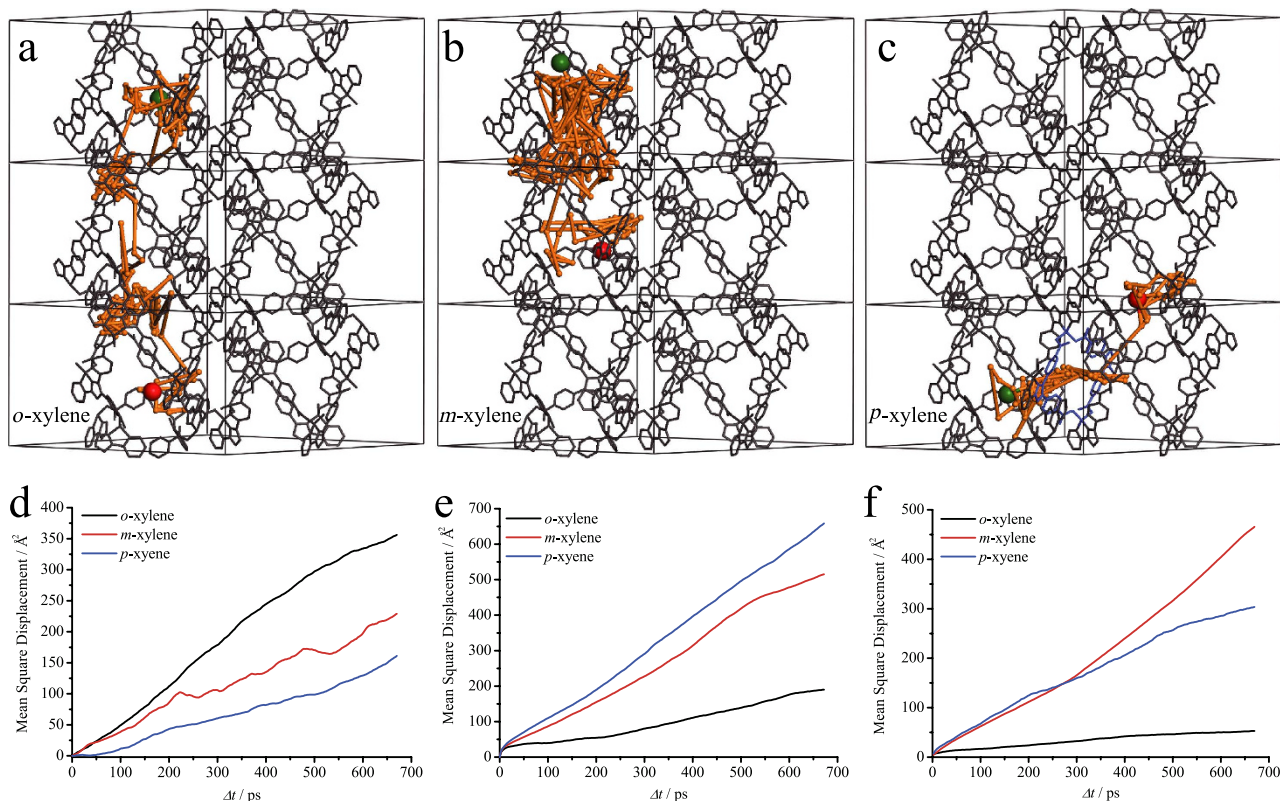 a
b
c
o-xylene
m-xylene
p-xylene
d
e
f
Mean Square Displacement / Å²
400
350
300
250
200
150
100
50
0
o-xylene
m-xylene
p-xyene
0 100 200 300 400 500 600 700
Δt / ps
Mean Square Displacement / Å²
700
600
500
400
300
200
100
0
o-xylene
m-xylene
p-xylene
0 100 200 300 400 500 600 700
Δt / ps
Mean Square Displacement / Å²
500
400
300
200
100
0
o-xylene
m-xylene
p-xylene
0 100 200 300 400 500 600 700
Δt / ps